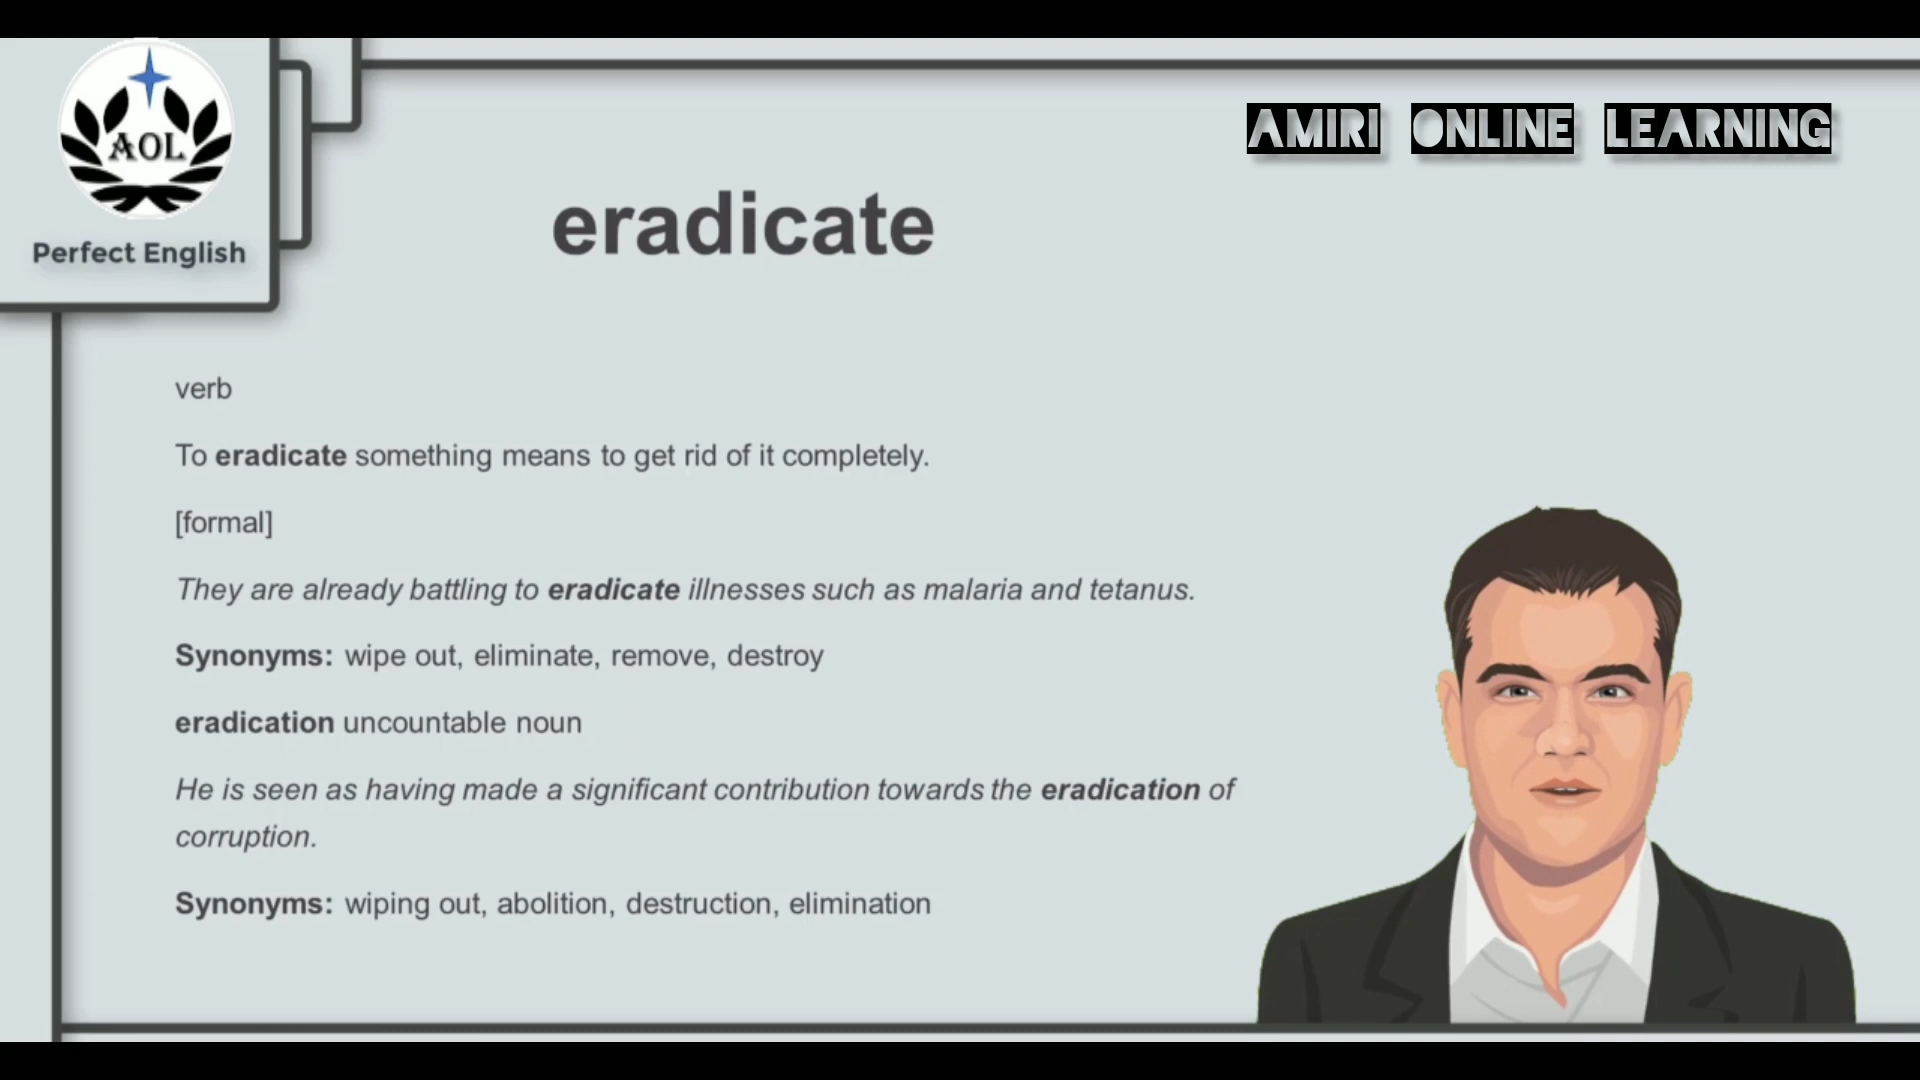 AOL
Perfect English
AMIRI ONLINE LEARNING
eradicate
verb
To eradicate something means to get rid of it completely.
[formal]
They are already battling to eradicate illnesses such as malaria and tetanus.
Synonyms: wipe out, eliminate, remove, destroy
eradication uncountable noun
He is seen as having made a significant contribution towards the eradication of
corruption.
Synonyms: wiping out, abolition, destruction, elimination